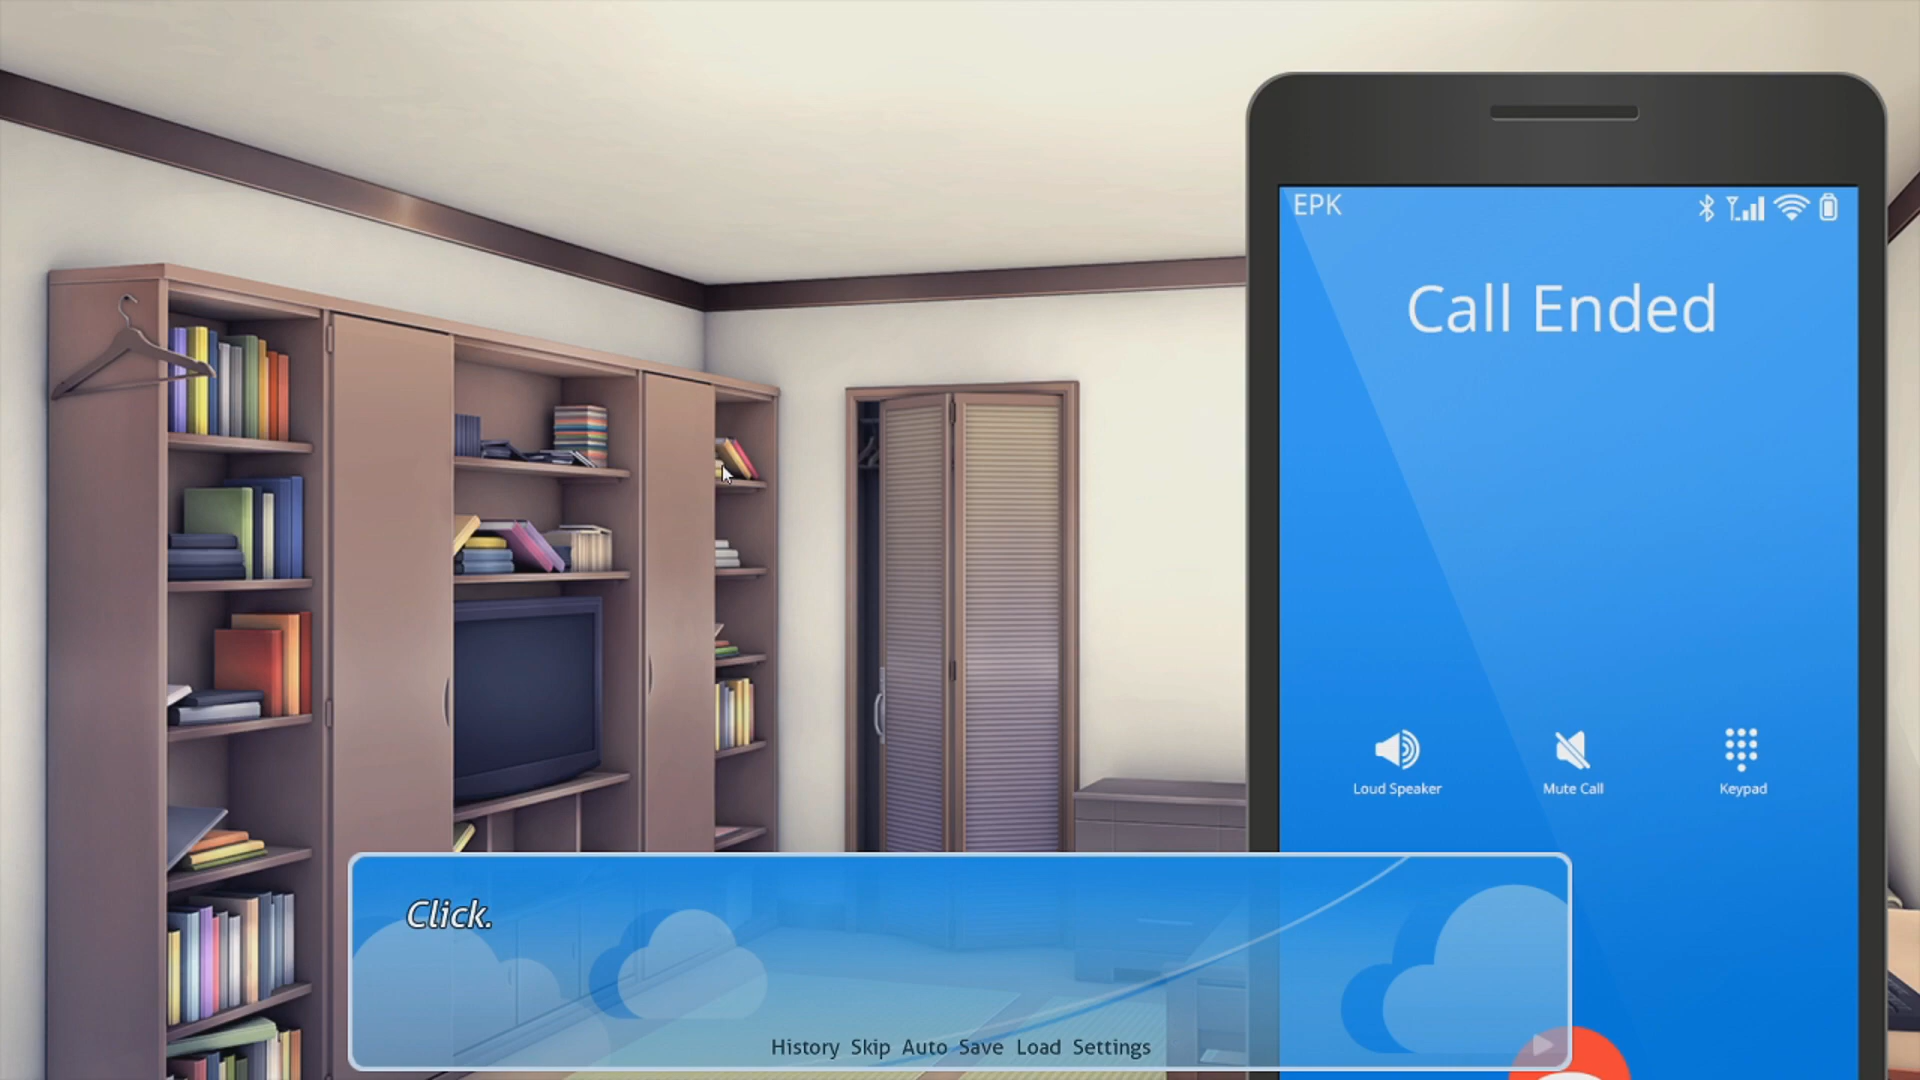 EPK
Call Ended
Loud Speaker
Mute Call
Keypad
Click.
History Skip Auto Save Load Settings